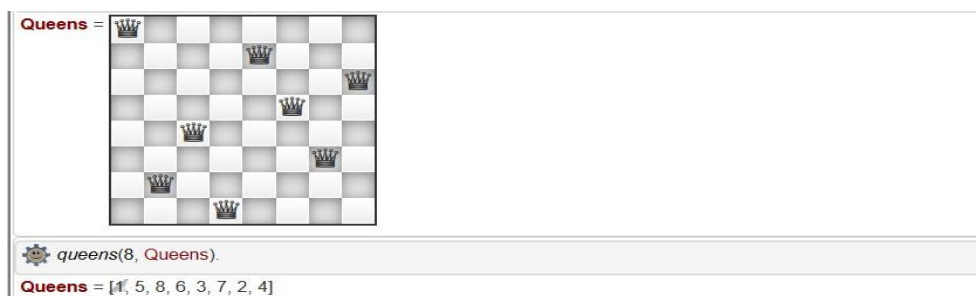 Queens =
queens(8, Queens).
Queens = [1, 5, 8, 6, 3, 7, 2, 4]